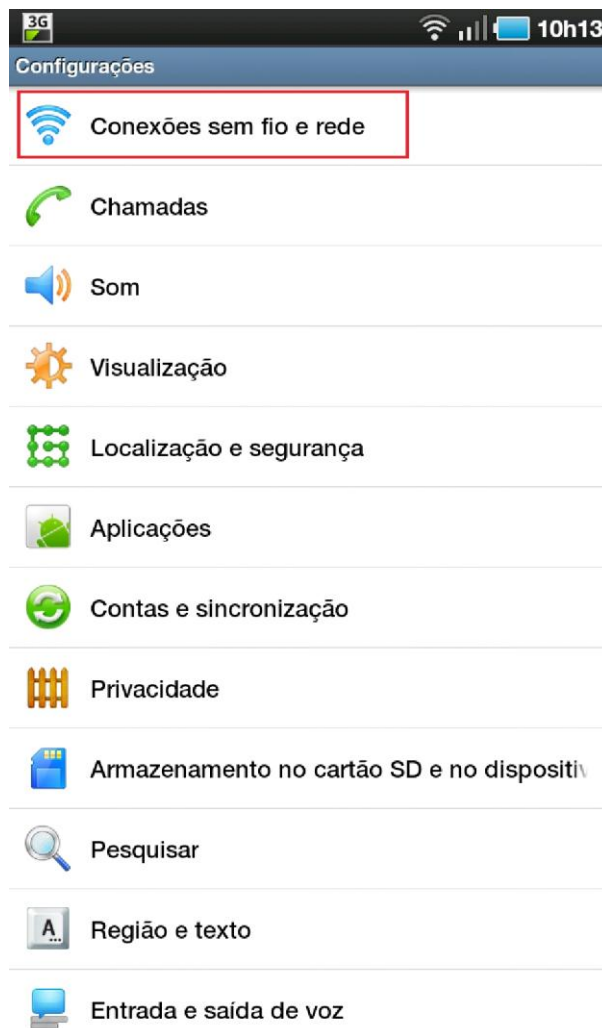 3G
10h13
Configurações
Conexões sem fio e rede
Chamadas
Som
Visualização
Localização e segurança
Aplicações
Contas e sincronização
Privacidade
Armazenamento no cartão SD e no dispositiv
Pesquisar
A...
Região e texto
Entrada e saída de voz